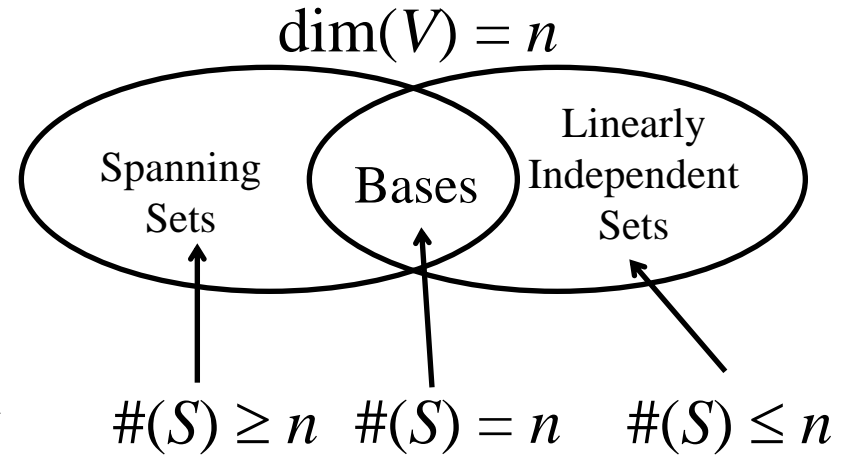 dim(V) = n
Spanning
Sets
Bases
Linearly
Independent
Sets
#(S) ≥ n
#(S) = n
#(S) ≤ n